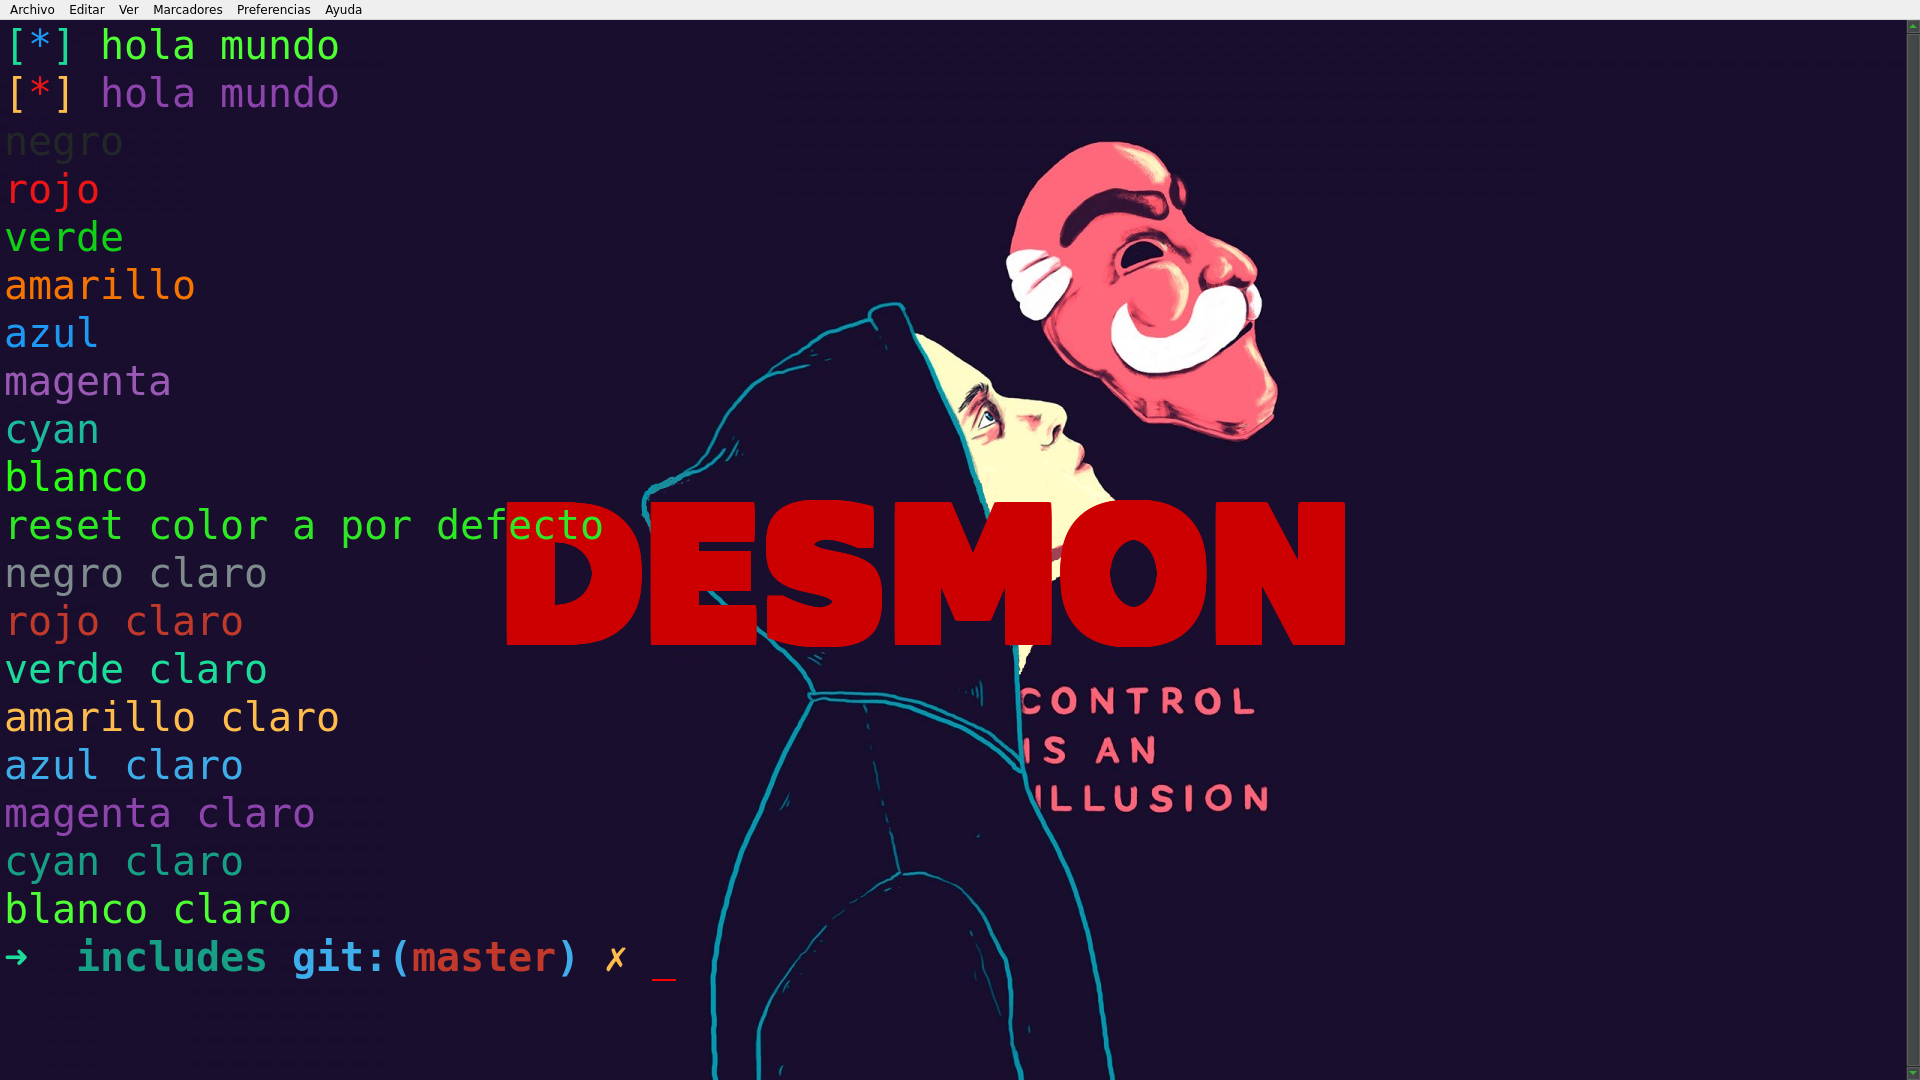 Archivo Editar Ver Marcadores Preferencias Ayuda
[*] hola mundo
[*] hola mundo
negro
rojo
verde
amarillo
azul
magenta
cyan
blanco
reset color a por defecto
negro claro
rojo claro
verde claro
amarillo claro
azul claro
magenta claro
cyan claro
blanco claro
➜ includes git:(master) ✗ _
DESMON
CONTROL
IS AN
ILLUSION